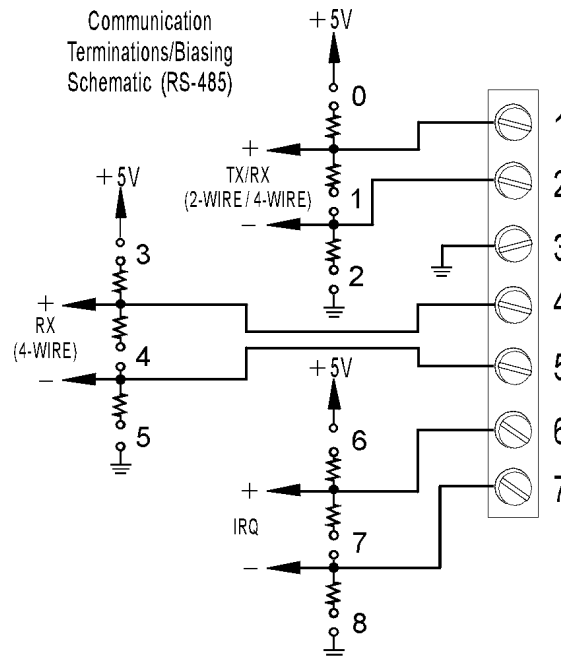 Communication
Terminations/Biasing
Schematic (RS-485)
+5V
0
+
TX/RX
(2-WIRE / 4-WIRE)
1
−
2
+5V
3
+
RX
(4-WIRE)
4
−
5
+5V
6
+
IRQ
7
−
8
1
2
3
4
5
6
7